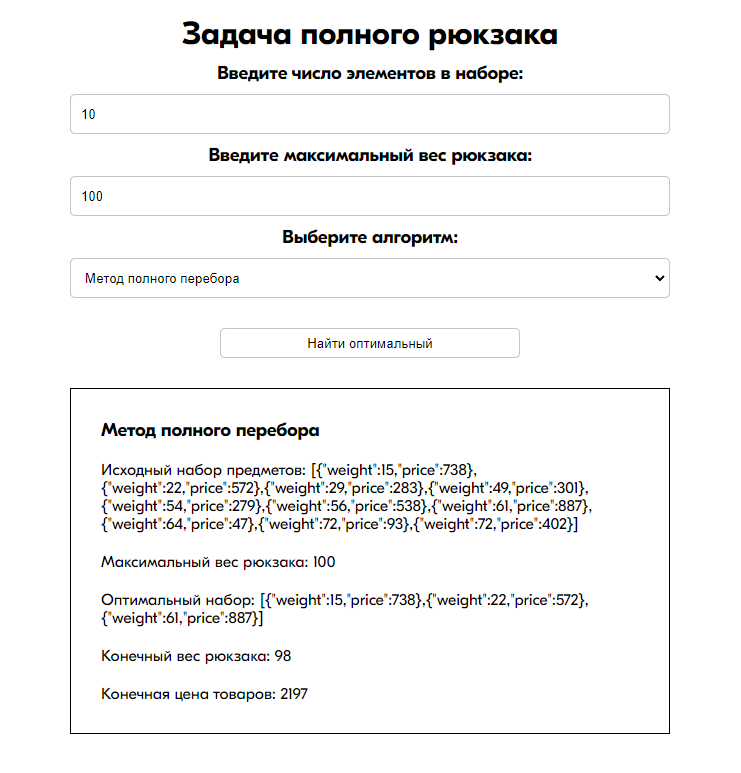 Задача полного рюкзака
Введите число элементов в наборе:
10
Введите максимальный вес рюкзака:
100
Выберите алгоритм:
Метод полного перебора
Найти оптимальный
Метод полного перебора
Исходный набор предметов: [{"weight":15,"price":738},
{"weight":22,"price":572},{"weight":29,"price":283},{"weight":49,"price":301},
{"weight":54,"price":279},{"weight":56,"price":538},{"weight":61,"price":887},
{"weight":64,"price":47},{"weight":72,"price":93},{"weight":72,"price":402}]
Максимальный вес рюкзака: 100
Оптимальный набор: [{"weight":15,"price":738},{"weight":22,"price":572},
{"weight":61,"price":887}]
Конечный вес рюкзака: 98
Конечная цена товаров: 2197